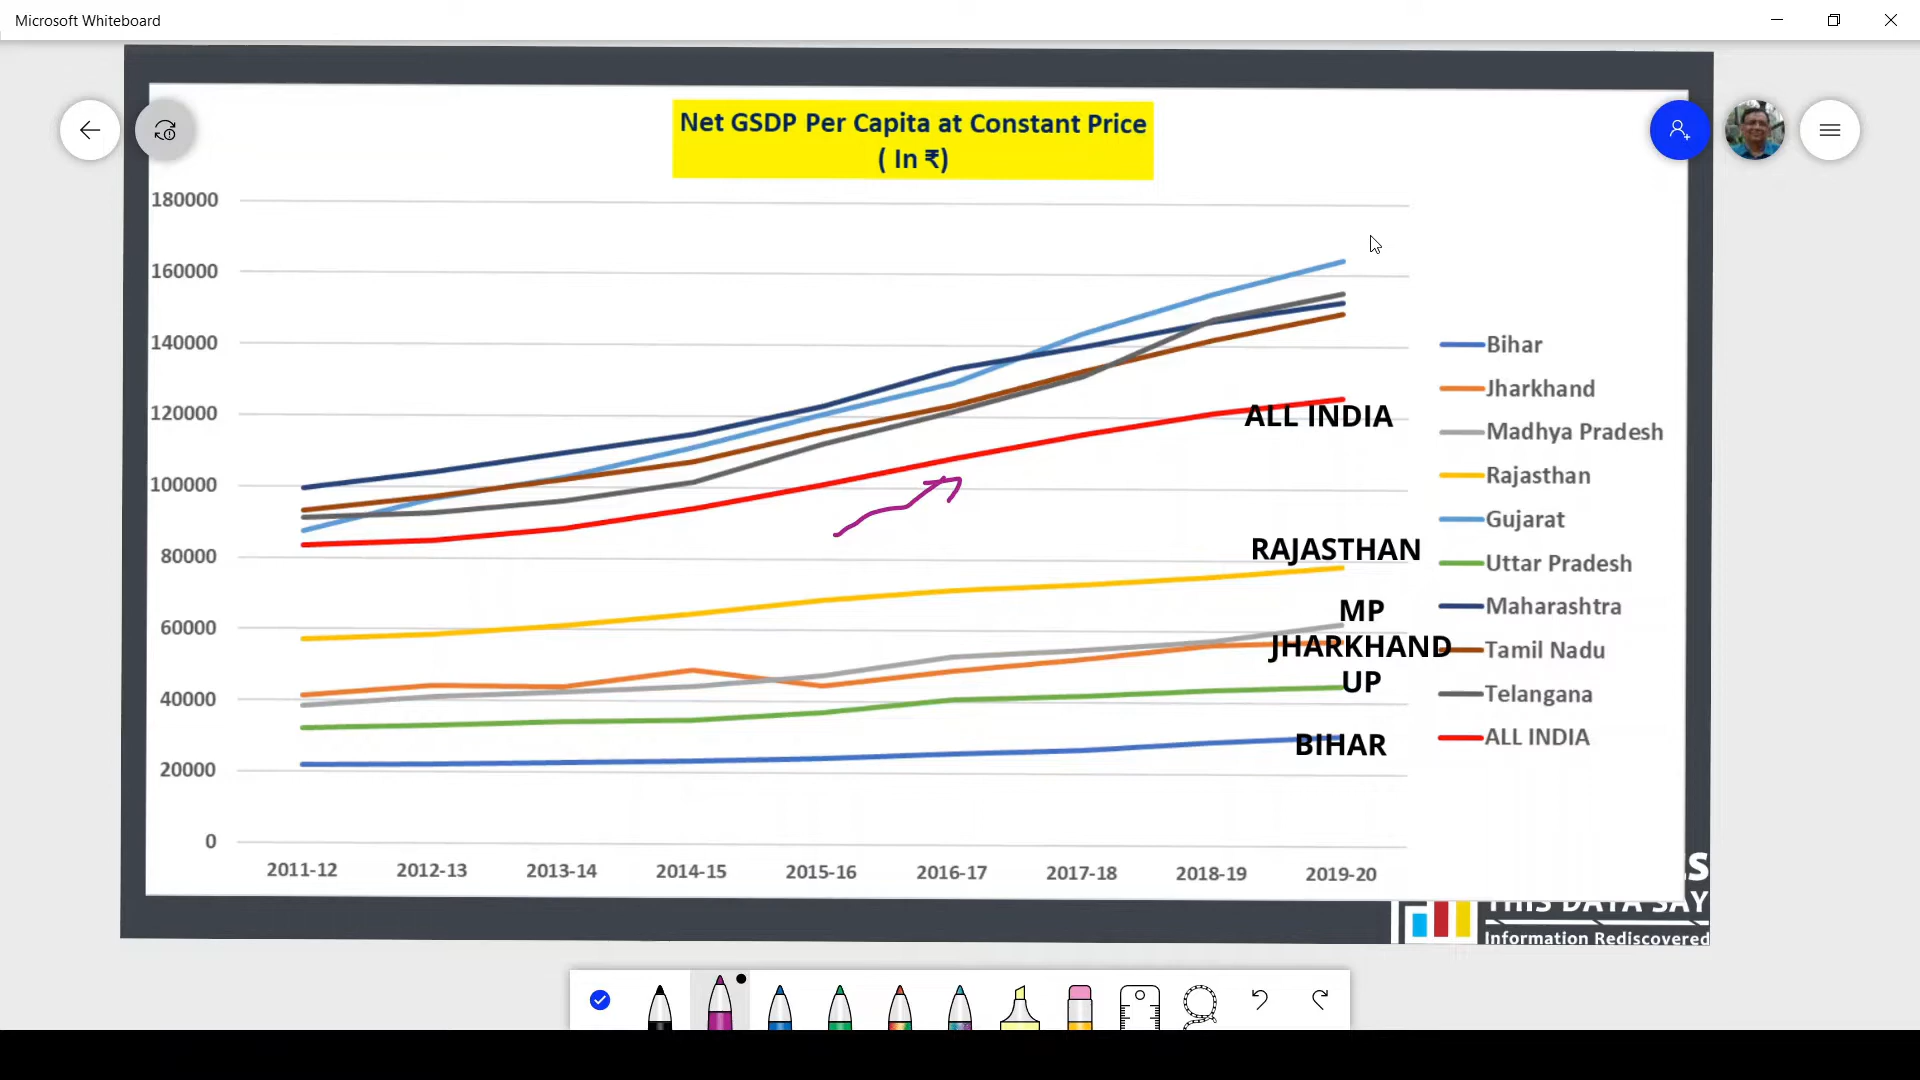 Microsoft Whiteboard
Net GSDP Per Capita at Constant Price
( In ₹)
180000
160000
140000
120000
100000
80000
60000
40000
20000
0
2011-12 2012-13 2013-14 2014-15 2015-16 2016-17 2017-18 2018-19 2019-20
ALL INDIA
RAJASTHAN
MP
JHARKHAND
UP
BIHAR
Bihar
Jharkhand
Madhya Pradesh
Rajasthan
Gujarat
Uttar Pradesh
Maharashtra
Tamil Nadu
Telangana
ALL INDIA
THIS DATA SAY
Information Rediscovered